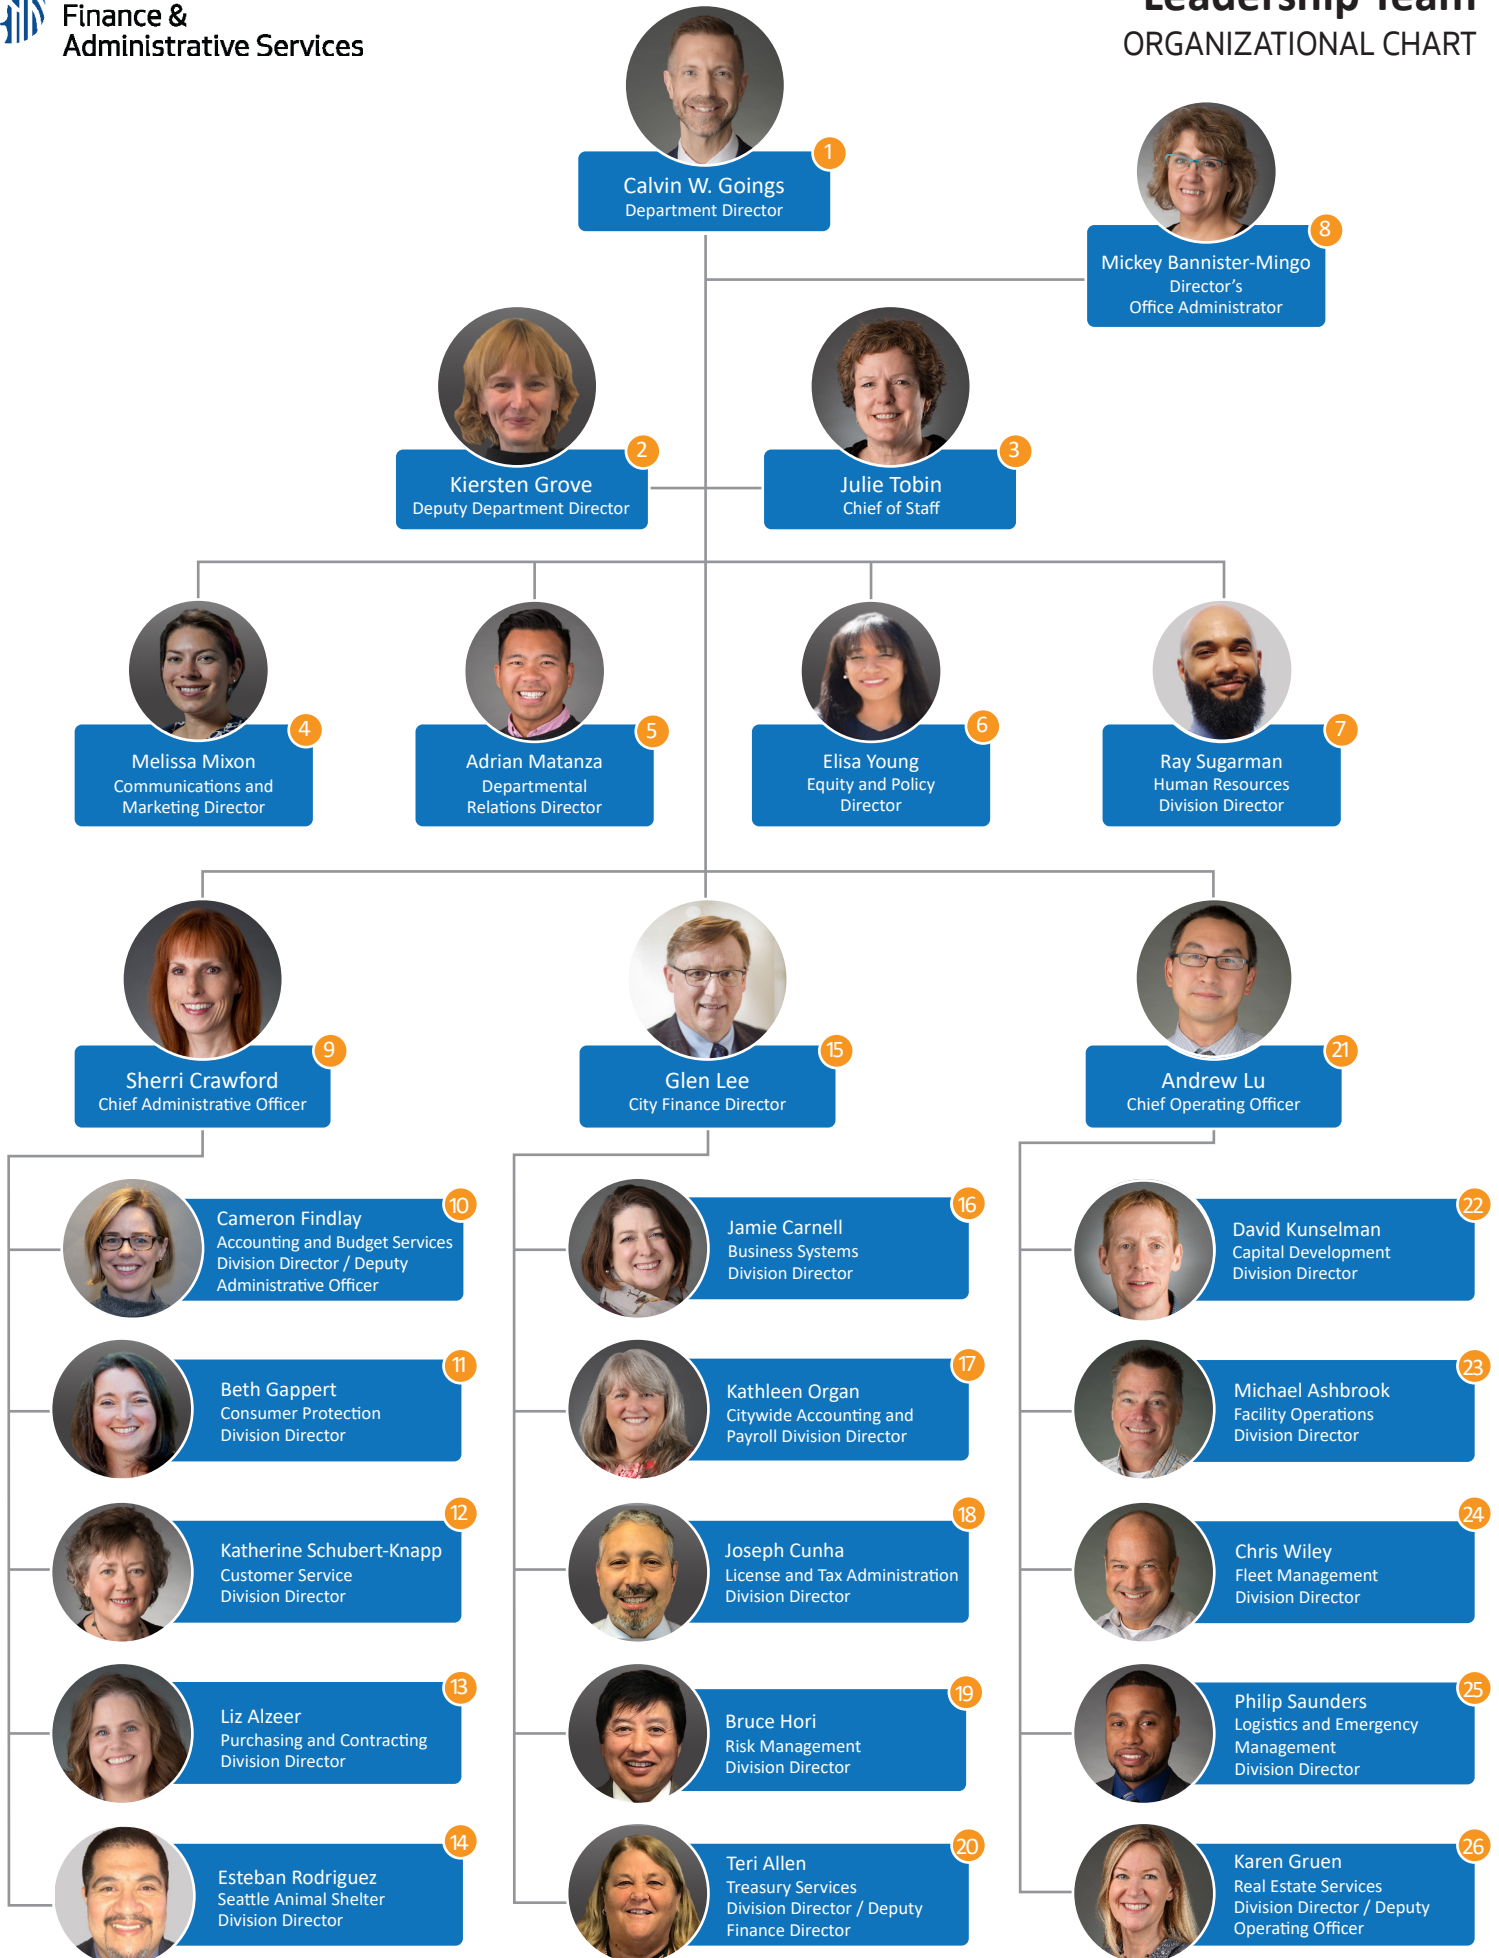 Finance &
Administrative Services
Leadership Team
ORGANIZATIONAL CHART
1
Calvin W. Goings
Department Director
8
Mickey Bannister-Mingo
Director's
Office Administrator
2
Kiersten Grove
Deputy Department Director
3
Julie Tobin
Chief of Staff
4
Melissa Mixon
Communications and
Marketing Director
5
Adrian Matanza
Departmental
Relations Director
6
Elisa Young
Equity and Policy
Director
7
Ray Sugarman
Human Resources
Division Director
9
Sherri Crawford
Chief Administrative Officer
15
Glen Lee
City Finance Director
21
Andrew Lu
Chief Operating Officer
10
Cameron Findlay
Accounting and Budget Services
Division Director / Deputy
Administrative Officer
11
Beth Gappert
Consumer Protection
Division Director
12
Katherine Schubert-Knapp
Customer Service
Division Director
13
Liz Alzeer
Purchasing and Contracting
Division Director
14
Esteban Rodriguez
Seattle Animal Shelter
Division Director
16
Jamie Carnell
Business Systems
Division Director
17
Kathleen Organ
Citywide Accounting and
Payroll Division Director
18
Joseph Cunha
License and Tax Administration
Division Director
19
Bruce Hori
Risk Management
Division Director
20
Teri Allen
Treasury Services
Division Director / Deputy
Finance Director
22
David Kunselman
Capital Development
Division Director
23
Michael Ashbrook
Facility Operations
Division Director
24
Chris Wiley
Fleet Management
Division Director
25
Philip Saunders
Logistics and Emergency
Management
Division Director
26
Karen Gruen
Real Estate Services
Division Director / Deputy
Operating Officer